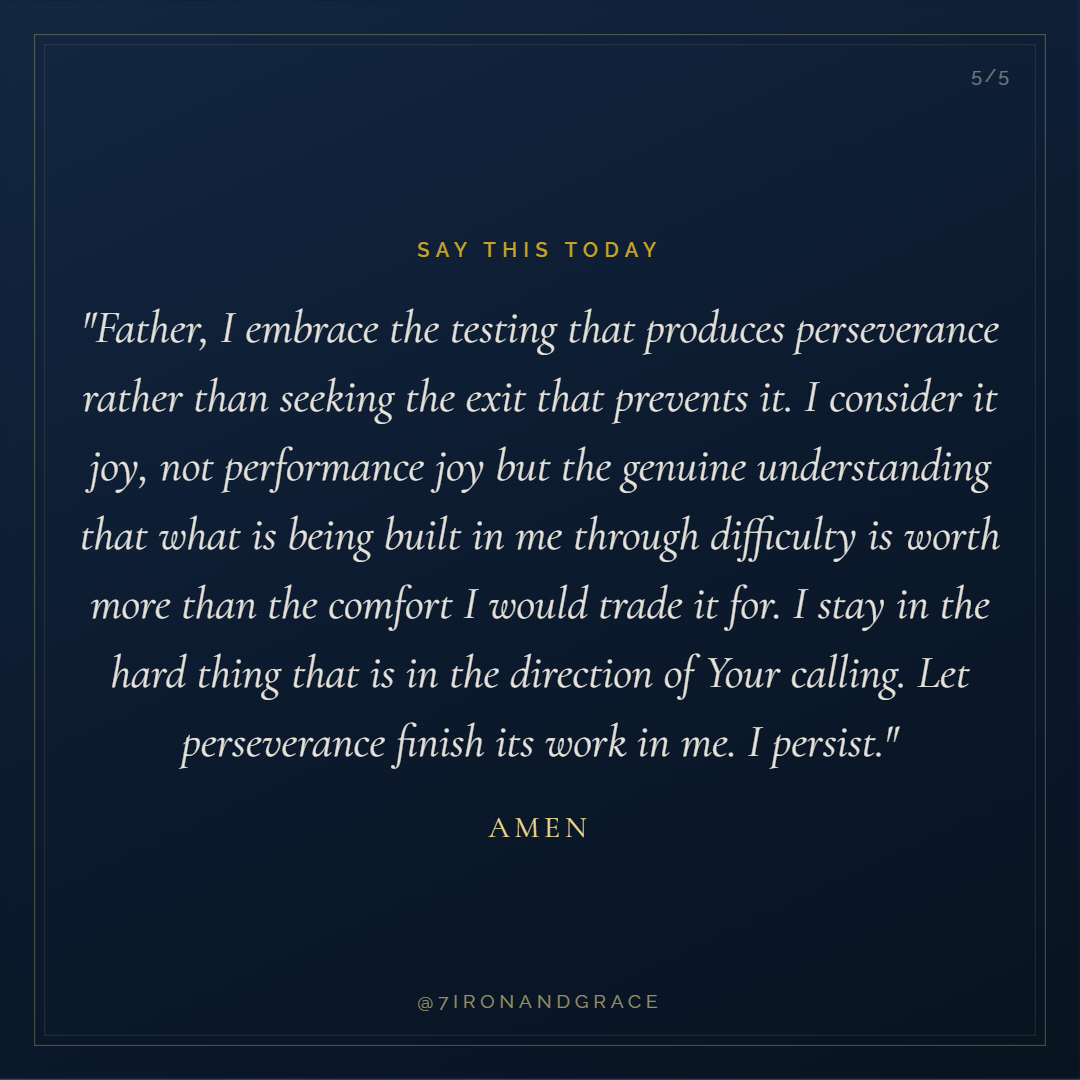 5/5
SAY THIS TODAY
"Father, I embrace the testing that produces perseverance
rather than seeking the exit that prevents it. I consider it
joy, not performance joy but the genuine understanding
that what is being built in me through difficulty is worth
more than the comfort I would trade it for. I stay in the
hard thing that is in the direction of Your calling. Let
perseverance finish its work in me. I persist."
AMEN
@7IRONANDGRACE